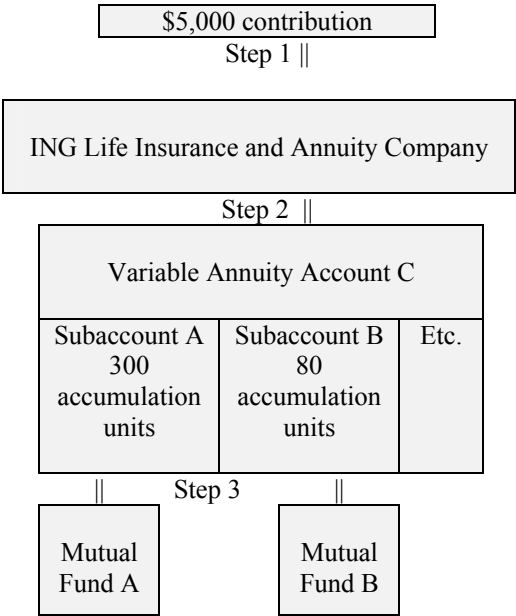 $5,000 contribution
Step 1 ||
ING Life Insurance and Annuity Company
Step 2 ||
Variable Annuity Account C
Subaccount A
300
accumulation
units
Subaccount B
80
accumulation
units
Etc.
|| Step 3 ||
Mutual
Fund A
Mutual
Fund B